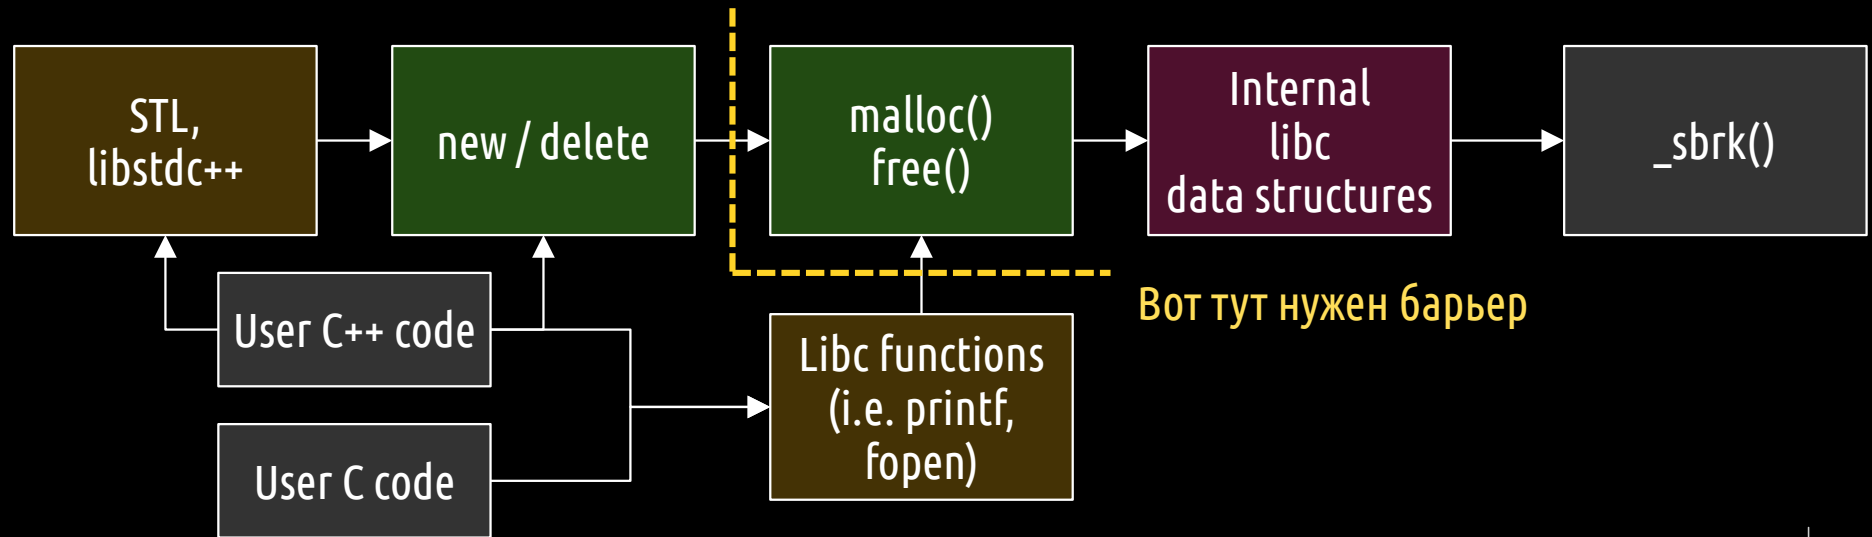 STL,
libstdc++
new / delete
malloc()
free()
Internal
libc
data structures
_sbrk()
User C++ code
Вот тут нужен барьер
Libc functions
(i.e. printf,
fopen)
User C code